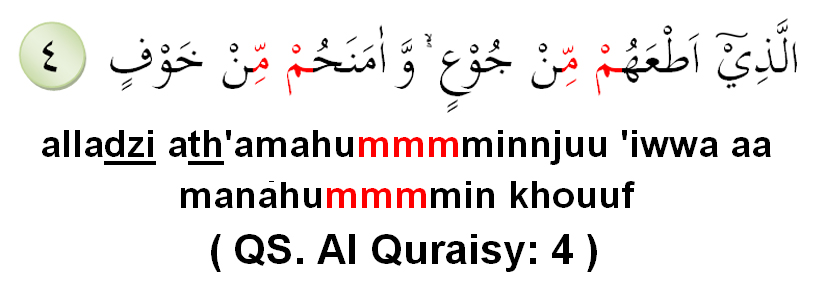 الَّذِيْٓ اَطْعَهُمْ مِّنْ جُوْعٍ ۙ وَّ اٰمَنَحُمْ مِّنْ خَوْفٍ ٤
alladzi ath'amahummmminnjuu 'iwwa aa
manahummmmin khouuf
( QS. Al Quraisy: 4 )